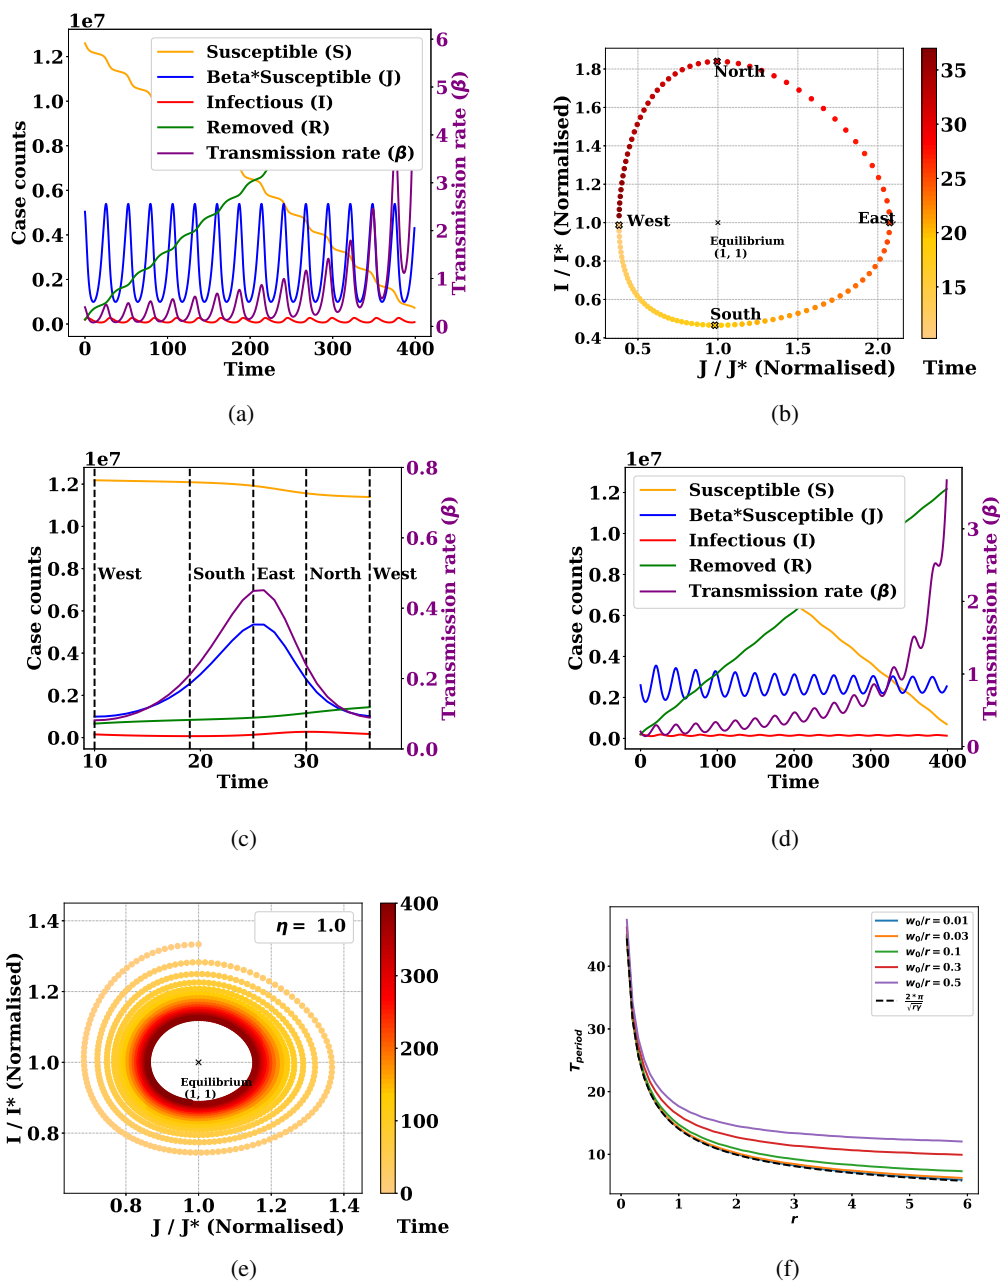 1e7
Case counts
1.2
1.0
0.8
0.6
0.4
0.2
0.0
Susceptible (S)
Beta*Susceptible (J)
Infectious (I)
Removed (R)
Transmission rate (β)
6
5
4
3
2
1
0
Transmission rate (β)
0 100 200 300 400
Time
(a)
I / I* (Normalised)
1.8
1.6
1.4
1.2
1.0
0.8
0.6
0.4
North
West
East
Equilibrium
(1, 1)
South
0.5 1.0 1.5 2.0
J / J* (Normalised)
35
30
25
20
15
Time
(b)
1e7
Case counts
1.2
1.0
0.8
0.6
0.4
0.2
0.0
West South East North West
0.8
0.6
0.4
0.2
0.0
Transmission rate (β)
10 20 30
Time
(c)
1e7
Case counts
1.2
1.0
0.8
0.6
0.4
0.2
0.0
Susceptible (S)
Beta*Susceptible (J)
Infectious (I)
Removed (R)
Transmission rate (β)
3
2
1
0
Transmission rate (β)
0 100 200 300 400
Time
(d)
I / I* (Normalised)
1.4
1.2
1.0
0.8
η = 1.0
Equilibrium
(1, 1)
0.8 1.0 1.2 1.4
J / J* (Normalised)
400
300
200
100
0
Time
(e)
T_period
40
30
20
10
w₀/r = 0.01
w₀/r = 0.03
w₀/r = 0.1
w₀/r = 0.3
w₀/r = 0.5
2*π/√(rγ)
0 1 2 3 4 5 6
r
(f)